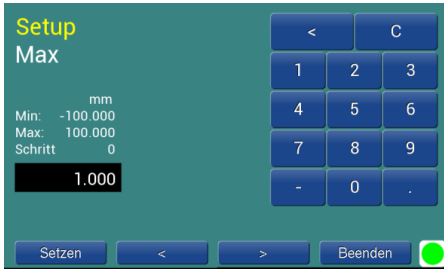 Setup
Max
mm
Min: -100.000
Max: 100.000
Schritt 0
1.000
< C
1 2 3
4 5 6
7 8 9
- 0 .
Setzen < > Beenden